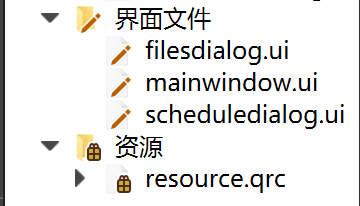 界面文件
filesdialog.ui
mainwindow.ui
scheduledialog.ui
资源
resource.qrc